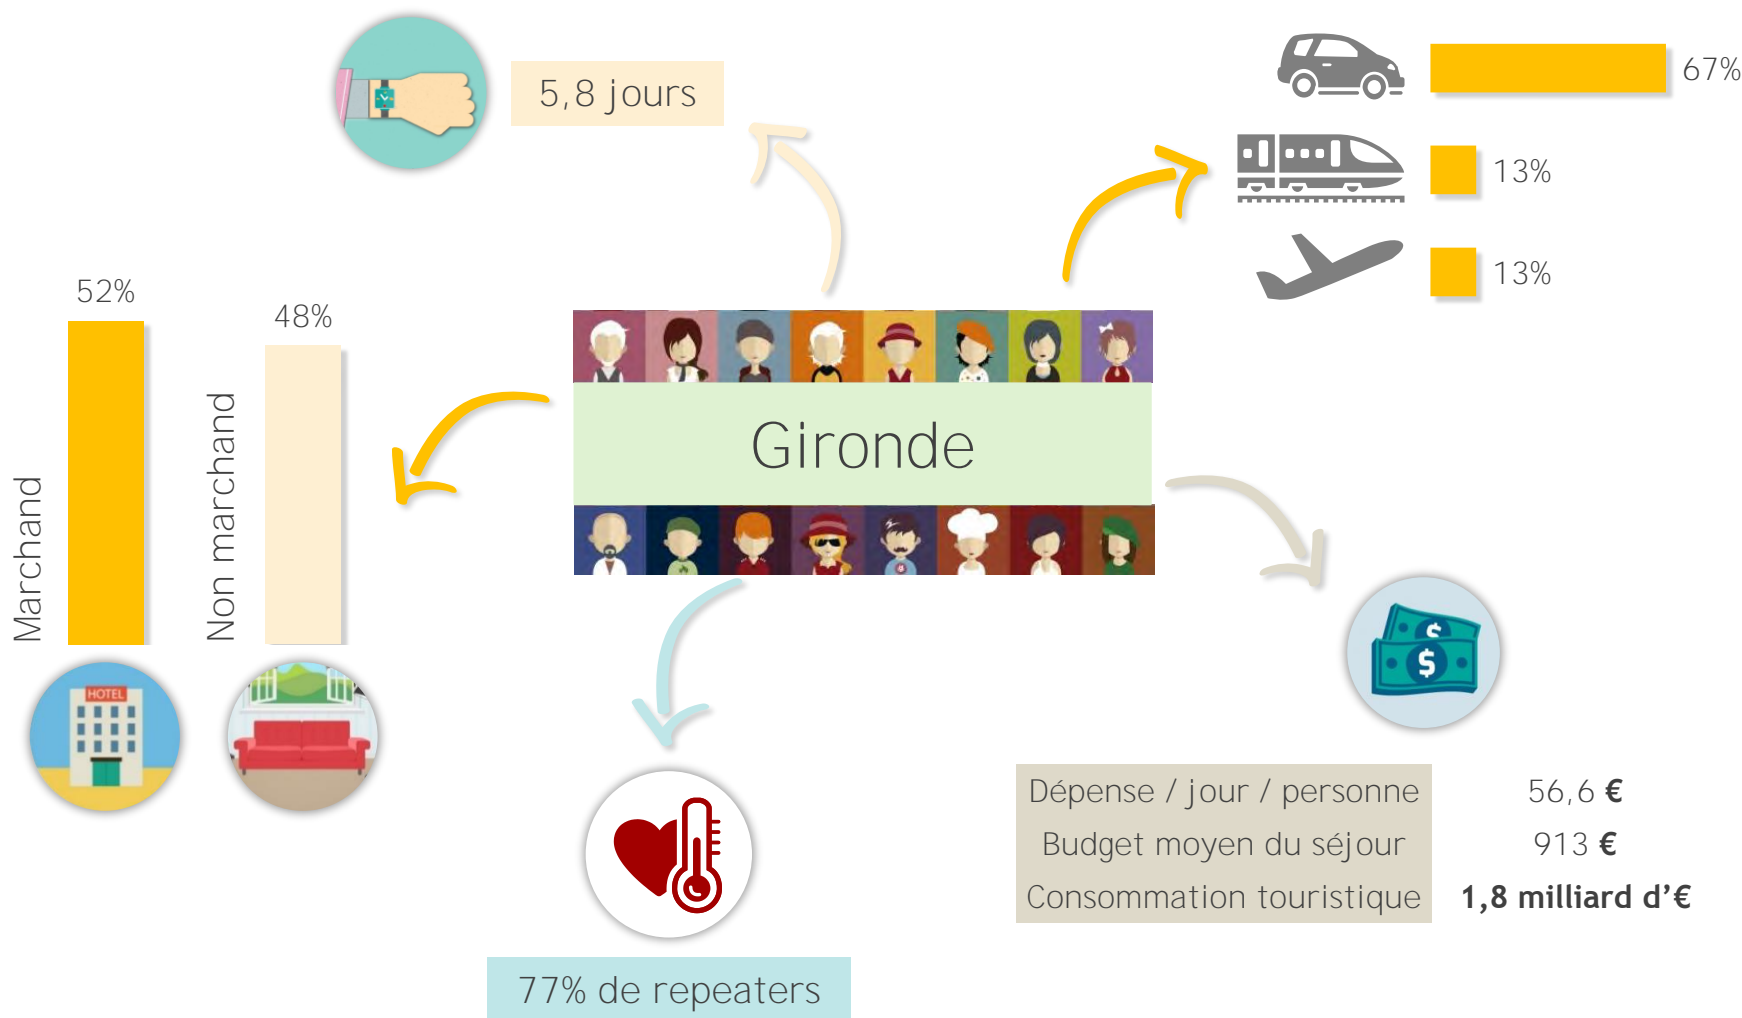 5,8 jours
67%
13%
13%
52%
48%
Marchand
Non marchand
HOTEL
Gironde
$
$
Dépense / jour / personne 56,6 €
Budget moyen du séjour 913 €
Consommation touristique 1,8 milliard d'€
77% de repeaters